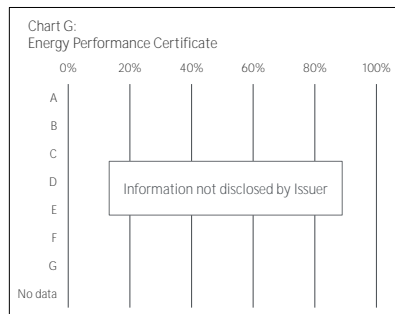 Chart G:
Energy Performance Certificate
0% 20% 40% 60% 80% 100%
A
B
C
D
Information not disclosed by Issuer
E
F
G
No data